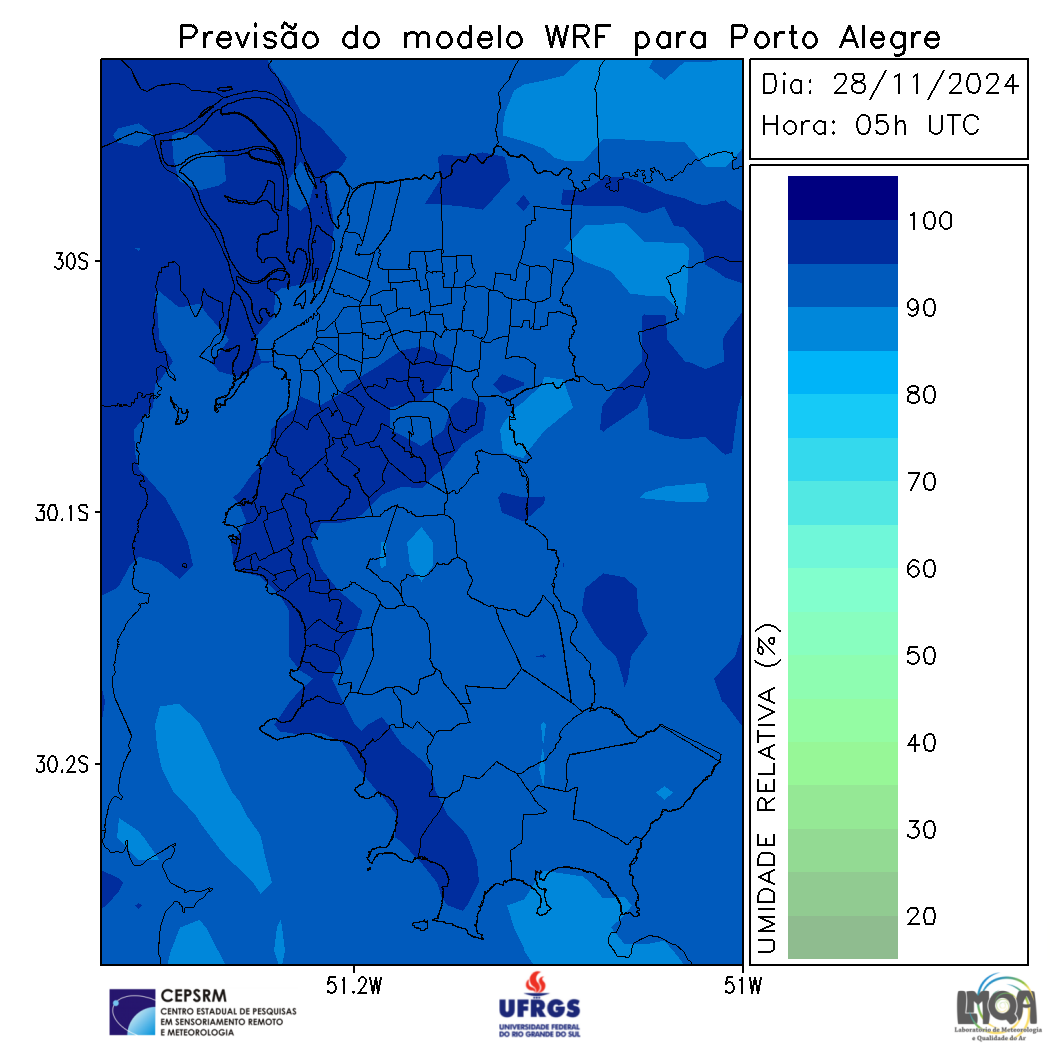 Previsão do modelo WRF para Porto Alegre
Dia: 28/11/2024
Hora: 05h UTC
30S
30.1S
30.2S
51.2W
51W
UMIDADE RELATIVA (%)
100
90
80
70
60
50
40
30
20
CEPSRM
CENTRO ESTADUAL DE PESQUISAS
EM SENSORIAMENTO REMOTO
E METEOROLOGIA
UFRGS
UNIVERSIDADE FEDERAL
DO RIO GRANDE DO SUL
LMQA
Laboratório de Meteorologia
e Qualidade do Ar